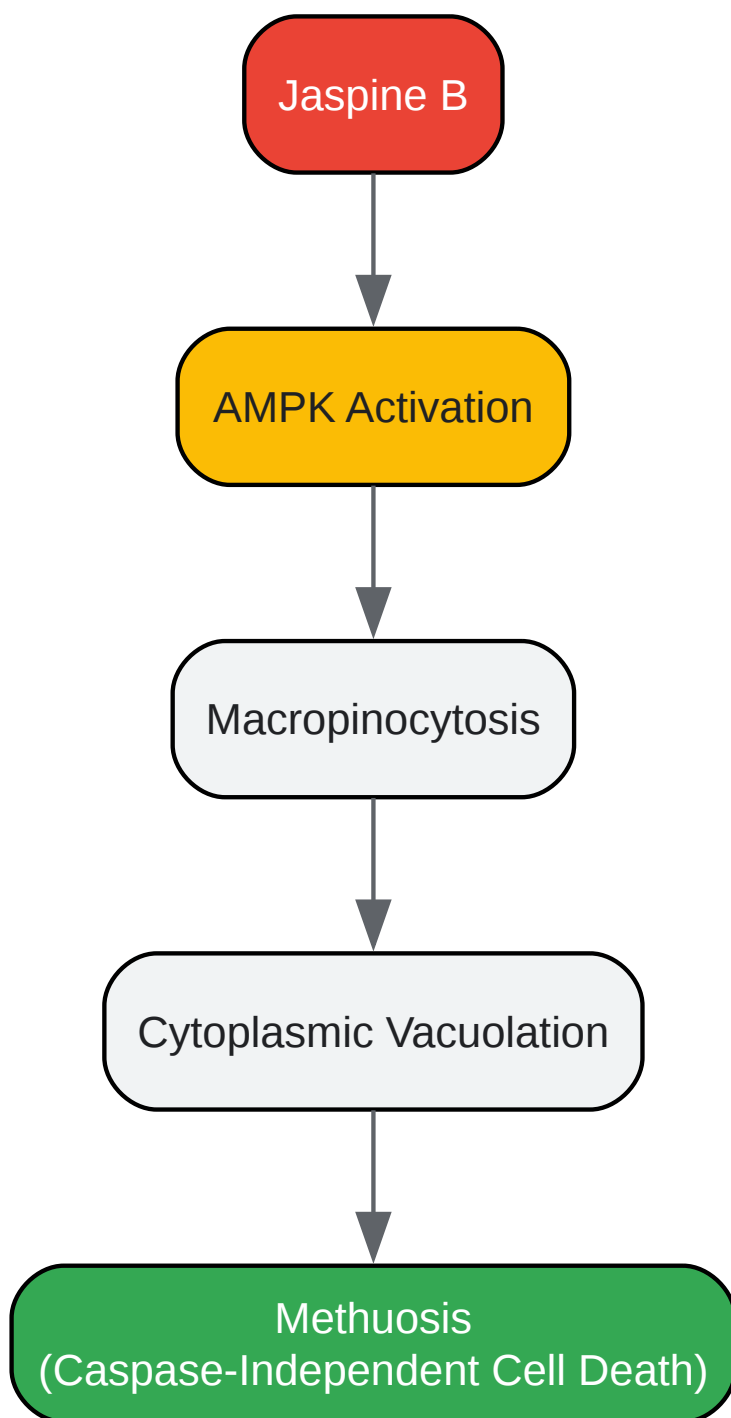 Jaspine B
AMPK Activation
Macropinocytosis
Cytoplasmic Vacuolation
Methuosis
(Caspase-Independent Cell Death)